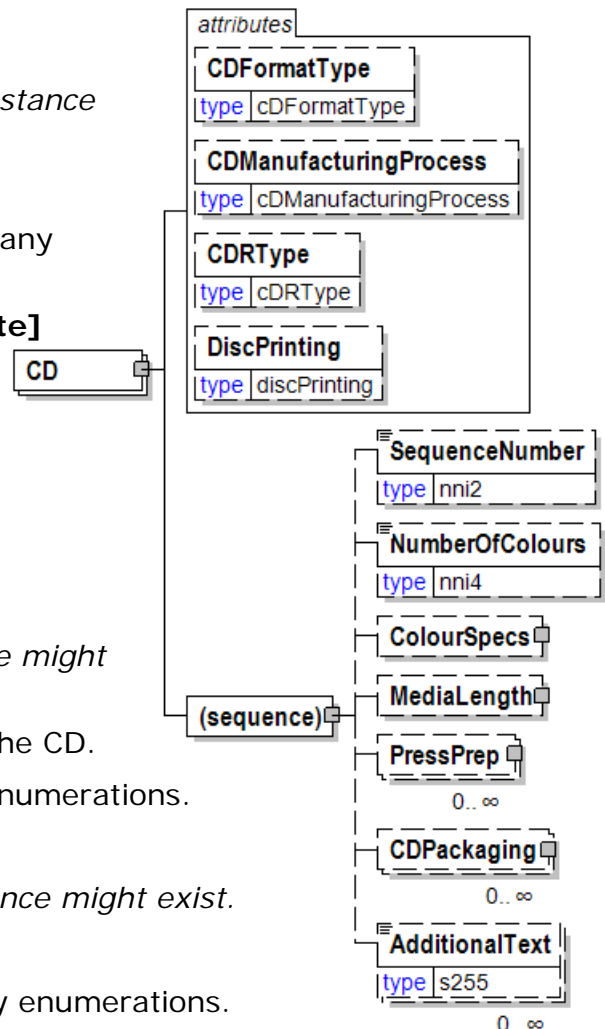 attributes
CDFormatType
type cDFormatType
stance
CDManufacturingProcess
type cDManufacturingProcess
any
CDRType
type cDRType
te]
DiscPrinting
type discPrinting
CD
SequenceNumber
type nni2
NumberOfColours
type nni4
ColourSpecs
e might
MediaLength
(sequence)
he CD.
PressPrep
numerations.
0.. ∞
CDPackaging
nce might exist.
0.. ∞
AdditionalText
type s255
y enumerations.
0.. ∞